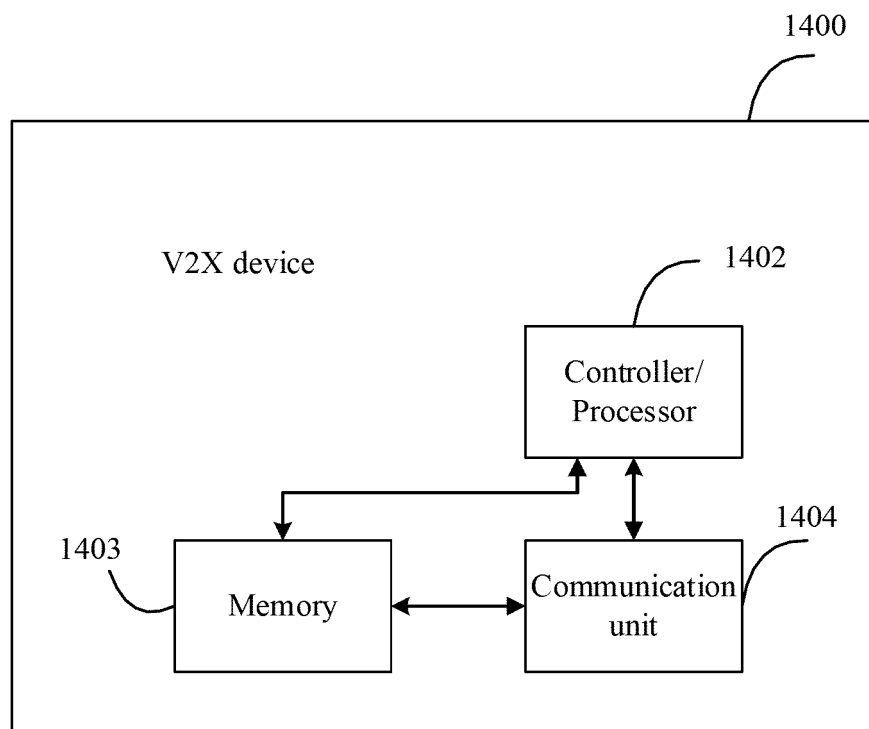 1400
V2X device
1402
Controller/
Processor
1404
1403
Memory
Communication
unit